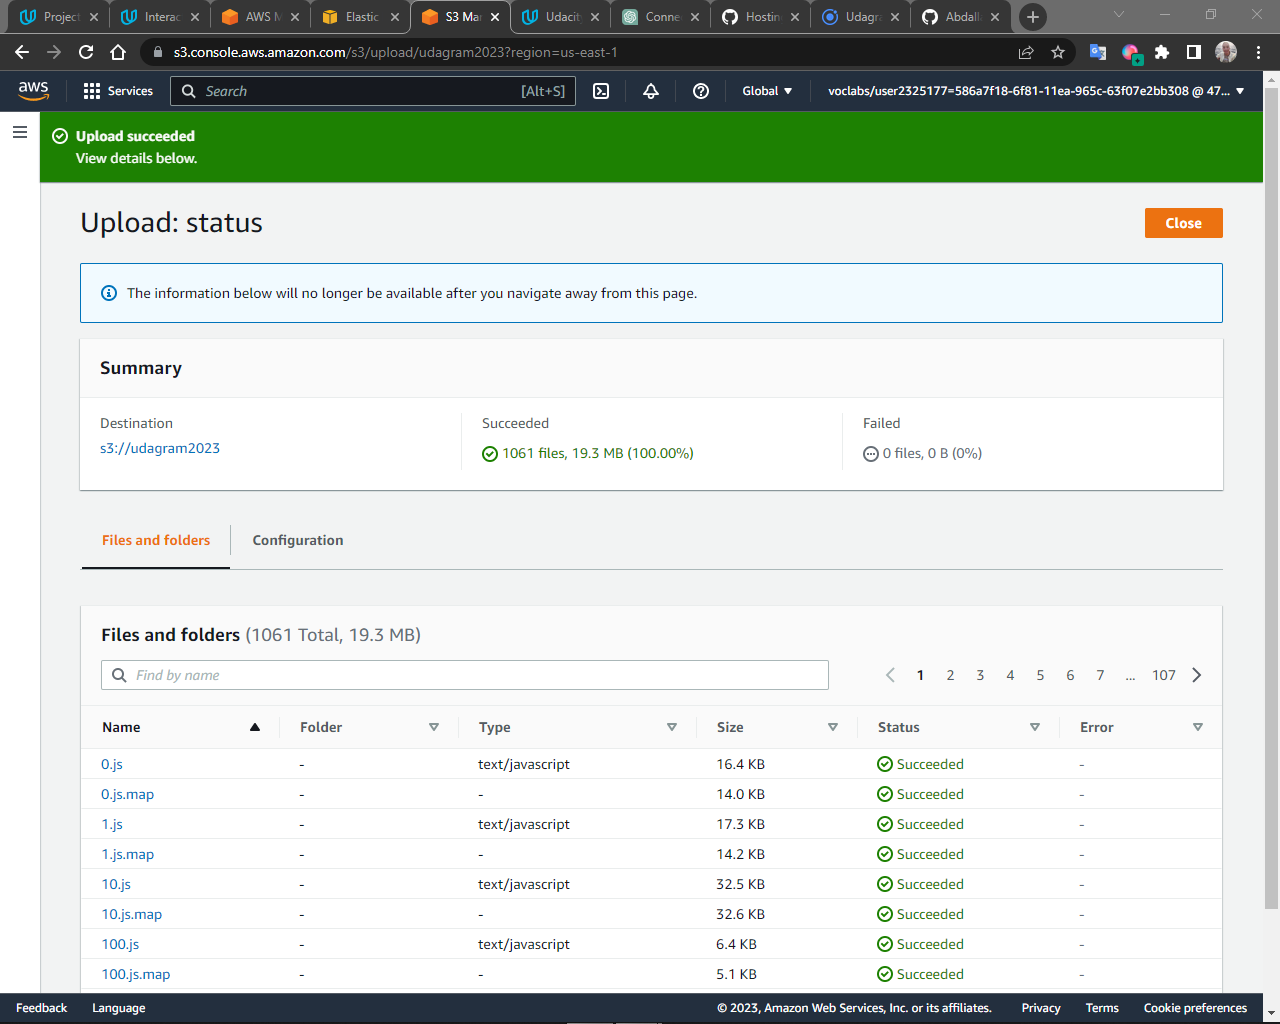 Project
Interac
AWS M
Elastic
S3 Mar
Udacit
Conne
Hostin
Udagra
Abdall
s3.console.aws.amazon.com/s3/upload/udagram2023?region=us-east-1
aws
Services
Search
[Alt+S]
Global
voclabs/user2325177=586a7f18-6f81-11ea-965c-63f07e2bb308 @ 47...
Upload succeeded
View details below.
Upload: status
Close
The information below will no longer be available after you navigate away from this page.
Summary
Destination
s3://udagram2023
Succeeded
1061 files, 19.3 MB (100.00%)
Failed
0 files, 0 B (0%)
Files and folders
Configuration
Files and folders (1061 Total, 19.3 MB)
Find by name
1 2 3 4 5 6 7 ... 107
Name Folder Type Size Status Error
0.js - text/javascript 16.4 KB Succeeded -
0.js.map - - 14.0 KB Succeeded -
1.js - text/javascript 17.3 KB Succeeded -
1.js.map - - 14.2 KB Succeeded -
10.js - text/javascript 32.5 KB Succeeded -
10.js.map - - 32.6 KB Succeeded -
100.js - text/javascript 6.4 KB Succeeded -
100.js.map - - 5.1 KB Succeeded -
Feedback Language © 2023, Amazon Web Services, Inc. or its affiliates. Privacy Terms Cookie preferences